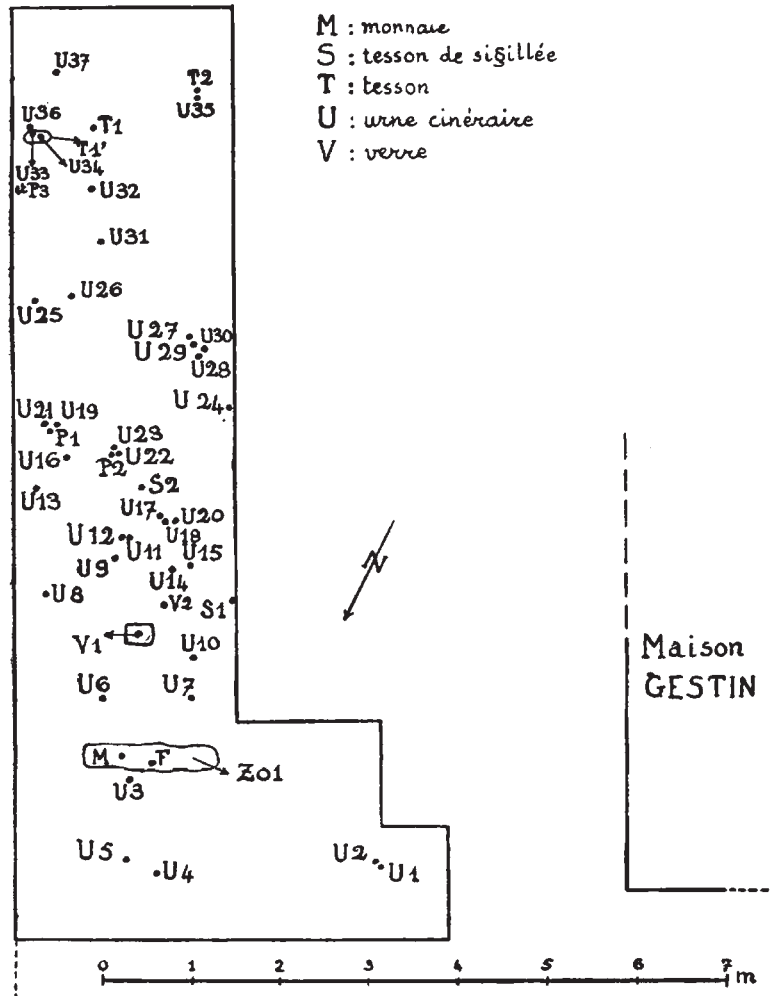 M : monnaie
S : tesson de sigillée
T : tesson
U : urne cinéraire
V : verre
U37
T2
U35
U36
T1
T1'
U34
U33
P3
U32
U31
U26
U25
U27
U30
U29
U28
U24
U21
U19
P1
U23
U16
P2
U22
U13
S2
U17
U20
U12
U18
U11
U15
U9
U14
U8
V2
S1
V1
U10
U6
U7
N
Maison
GESTIN
M
F
ZO1
U3
U5
U4
U2
U1
0 1 2 3 4 5 6 7 m